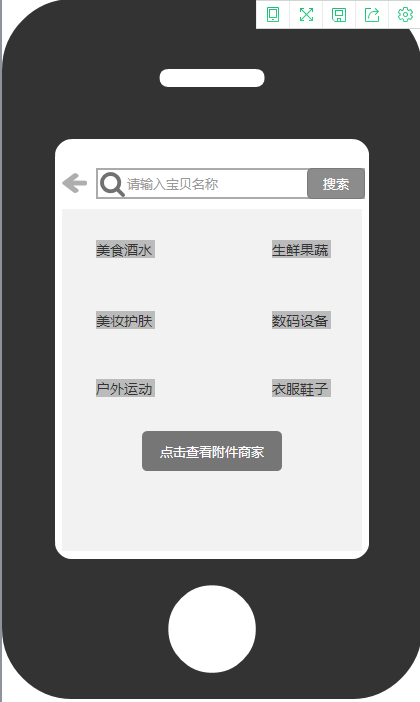 请输入宝贝名称 搜索
美食酒水 生鲜果蔬
美妆护肤 数码设备
户外运动 衣服鞋子
点击查看附件商家